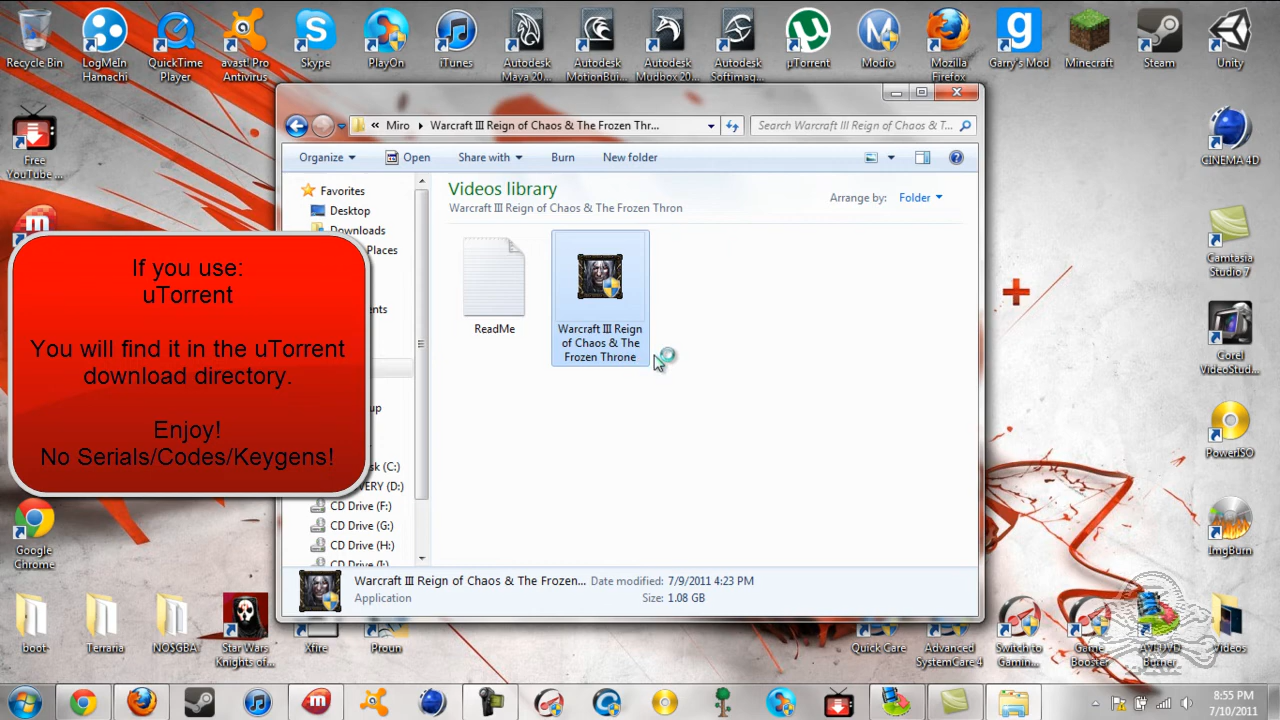 Recycle Bin
LogMeIn
Hamachi
QuickTime
Player
avast! Pro
Antivirus
Skype
PlayOn
iTunes
Autodesk
Maya 20...
Autodesk
MotionBui...
Autodesk
Mudbox 20...
Autodesk
Softimag...
µTorrent
Modio
Mozilla
Firefox
Garry's Mod
Minecraft
Steam
Unity
Free
YouTube ...
CINEMA 4D
Camtasia
Studio 7
Corel
VideoStud...
PowerISO
ImgBurn
« Miro ▸ Warcraft III Reign of Chaos & The Frozen Thr...
Search Warcraft III Reign of Chaos & T...
Organize
Open
Share with
Burn
New folder
Favorites
Desktop
Downloads
Places
ents
up
sk (C:)
VERY (D:)
CD Drive (F:)
CD Drive (G:)
CD Drive (H:)
CD Drive (I:)
Videos library
Warcraft III Reign of Chaos & The Frozen Thron
Arrange by: Folder
ReadMe
Warcraft III Reign
of Chaos & The
Frozen Throne
If you use:
uTorrent
You will find it in the uTorrent
download directory.
Enjoy!
No Serials/Codes/Keygens!
Warcraft III Reign of Chaos & The Frozen... Date modified: 7/9/2011 4:23 PM
Application Size: 1.08 GB
Google
Chrome
boot
Terraria
NO$GBA
Star Wars
Knights of...
Xfire
Proun
Quick Care
Advanced
SystemCare 4
Switch to
Gamin...
Game
Booster
AVI DVD
Burner
Videos
8:55 PM
7/10/2011